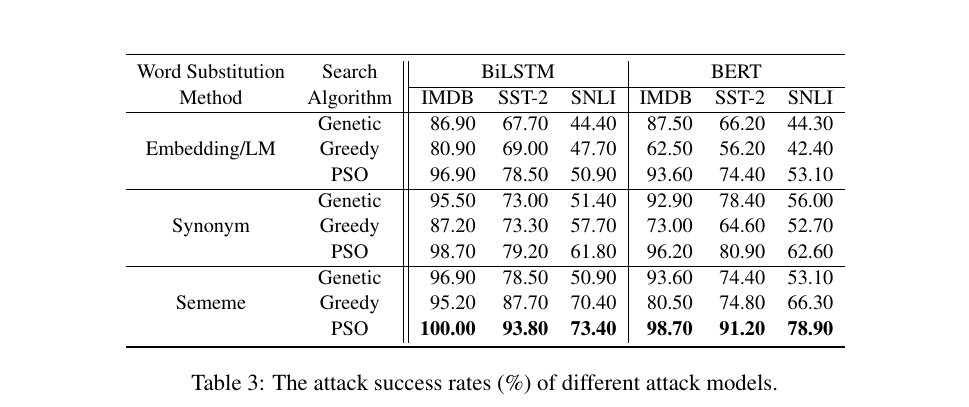 Word Substitution Search BiLSTM BERT
Method Algorithm IMDB SST-2 SNLI IMDB SST-2 SNLI
Genetic 86.90 67.70 44.40 87.50 66.20 44.30
Embedding/LM Greedy 80.90 69.00 47.70 62.50 56.20 42.40
PSO 96.90 78.50 50.90 93.60 74.40 53.10
Genetic 95.50 73.00 51.40 92.90 78.40 56.00
Synonym Greedy 87.20 73.30 57.70 73.00 64.60 52.70
PSO 98.70 79.20 61.80 96.20 80.90 62.60
Genetic 96.90 78.50 50.90 93.60 74.40 53.10
Sememe Greedy 95.20 87.70 70.40 80.50 74.80 66.30
PSO 100.00 93.80 73.40 98.70 91.20 78.90
Table 3: The attack success rates (%) of different attack models.